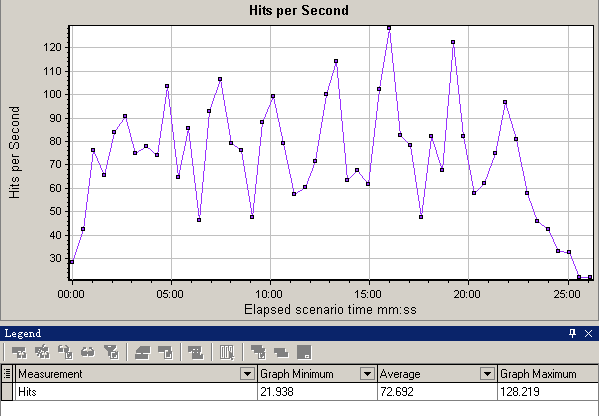 Hits per Second
Hits per Second
120
110
100
90
80
70
60
50
40
30
00:00 05:00 10:00 15:00 20:00 25:00
Elapsed scenario time mm:ss
Legend
Measurement Graph Minimum Average Graph Maximum
Hits 21.938 72.692 128.219